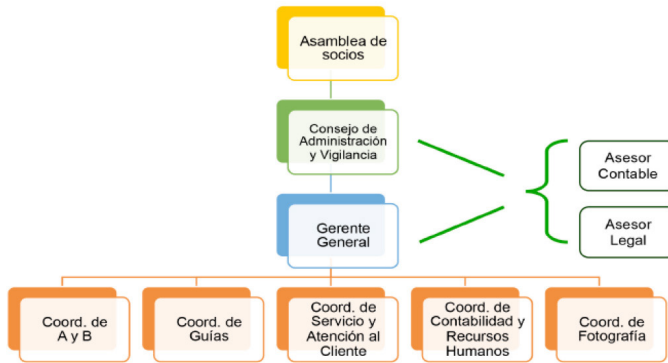 Asamblea de
socios
Consejo de
Administración
y Vigilancia
Asesor
Contable
Gerente
General
Asesor
Legal
Coord. de
A y B
Coord. de
Guías
Coord. de
Servicio y
Atención al
Cliente
Coord. de
Contabilidad y
Recursos
Humanos
Coord. de
Fotografía